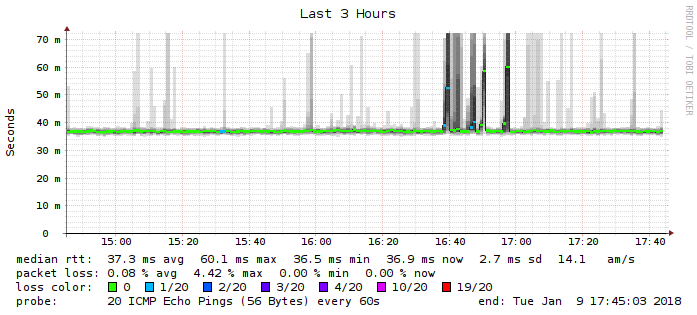 Last 3 Hours
RRDTOOL / TOBI OETIKER
Seconds
70 m
60 m
50 m
40 m
30 m
20 m
10 m
0
15:00 15:20 15:40 16:00 16:20 16:40 17:00 17:20 17:40
median rtt: 37.3 ms avg 60.1 ms max 36.5 ms min 36.9 ms now 2.7 ms sd 14.1 am/s
packet loss: 0.08 % avg 4.42 % max 0.00 % min 0.00 % now
loss color: 0 1/20 2/20 3/20 4/20 10/20 19/20
probe: 20 ICMP Echo Pings (56 Bytes) every 60s end: Tue Jan 9 17:45:03 2018